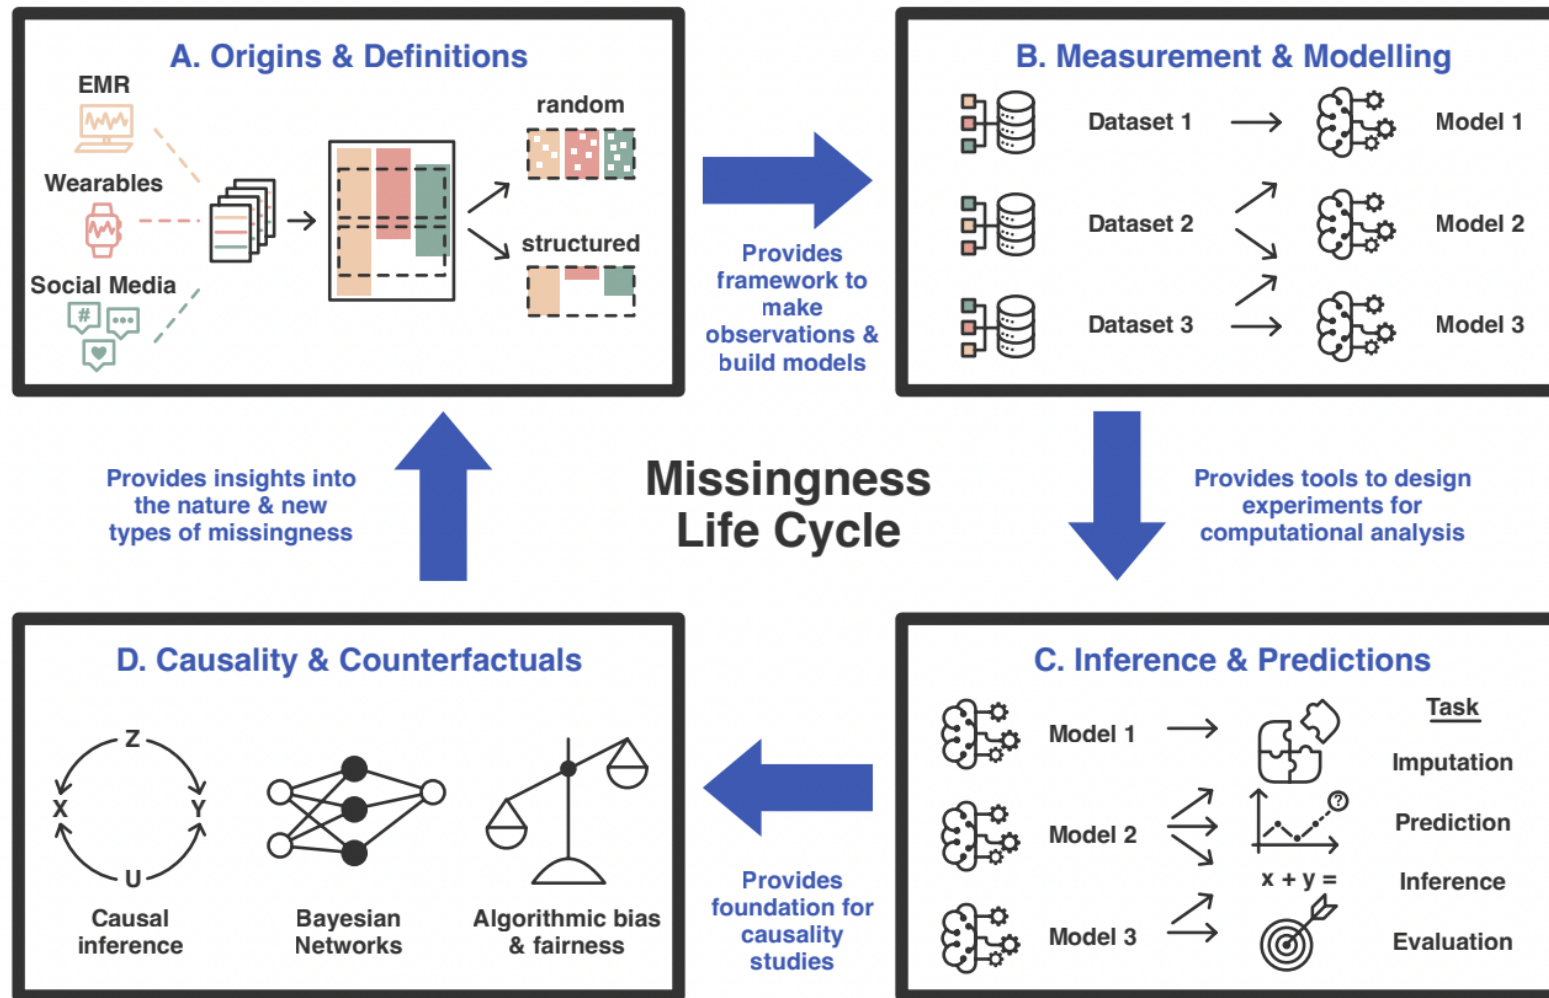 A. Origins & Definitions
EMR
Wearables
Social Media
#
random
structured
Provides
framework to
make
observations &
build models
B. Measurement & Modelling
Dataset 1
Model 1
Dataset 2
Model 2
Dataset 3
Model 3
Provides insights into
the nature & new
types of missingness
Missingness
Life Cycle
Provides tools to design
experiments for
computational analysis
D. Causality & Counterfactuals
Z
X
Y
U
Causal
inference
Bayesian
Networks
Algorithmic bias
& fairness
Provides
foundation for
causality
studies
C. Inference & Predictions
Task
Model 1
Imputation
?
Model 2
Prediction
x + y =
Inference
Model 3
Evaluation